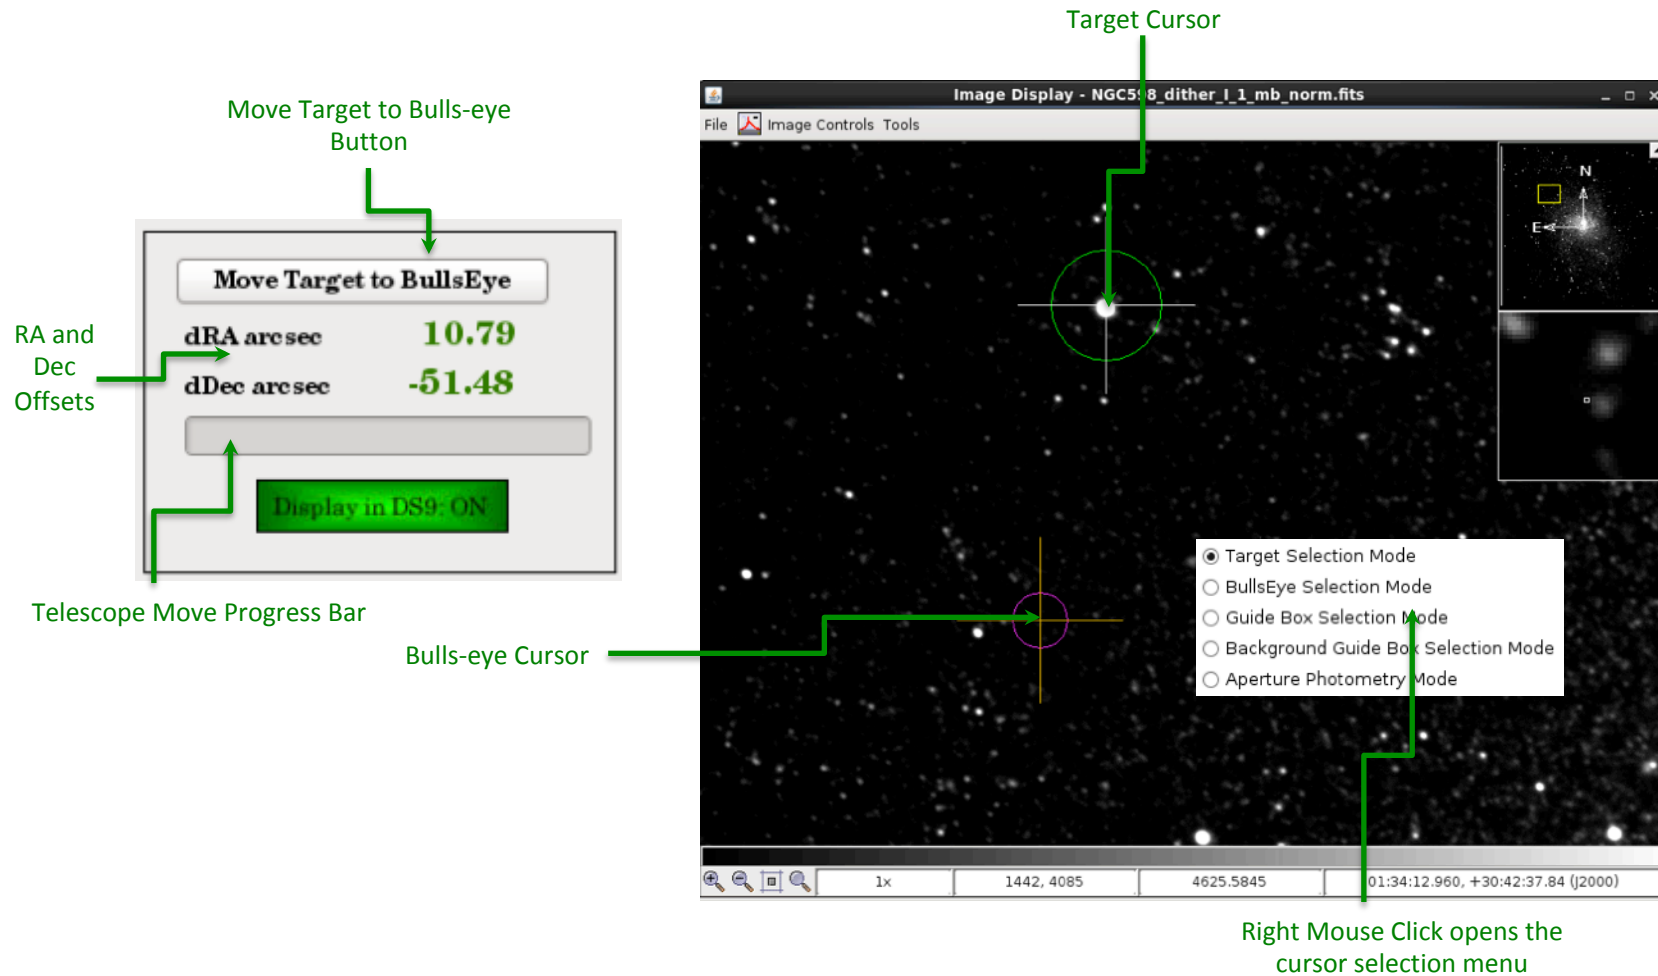 Target Cursor
Move Target to Bulls-eye
Button
Move Target to BullsEye
dRA arcsec 10.79
dDec arcsec -51.48
Display in DS9: ON
RA and
Dec
Offsets
Telescope Move Progress Bar
Bulls-eye Cursor
Image Display - NGC598_dither_I_1_mb_norm.fits
File Image Controls Tools
N
E
Target Selection Mode
BullsEye Selection Mode
Guide Box Selection Mode
Background Guide Box Selection Mode
Aperture Photometry Mode
1x 1442, 4085 4625.5845 01:34:12.960, +30:42:37.84 (J2000)
Right Mouse Click opens the
cursor selection menu